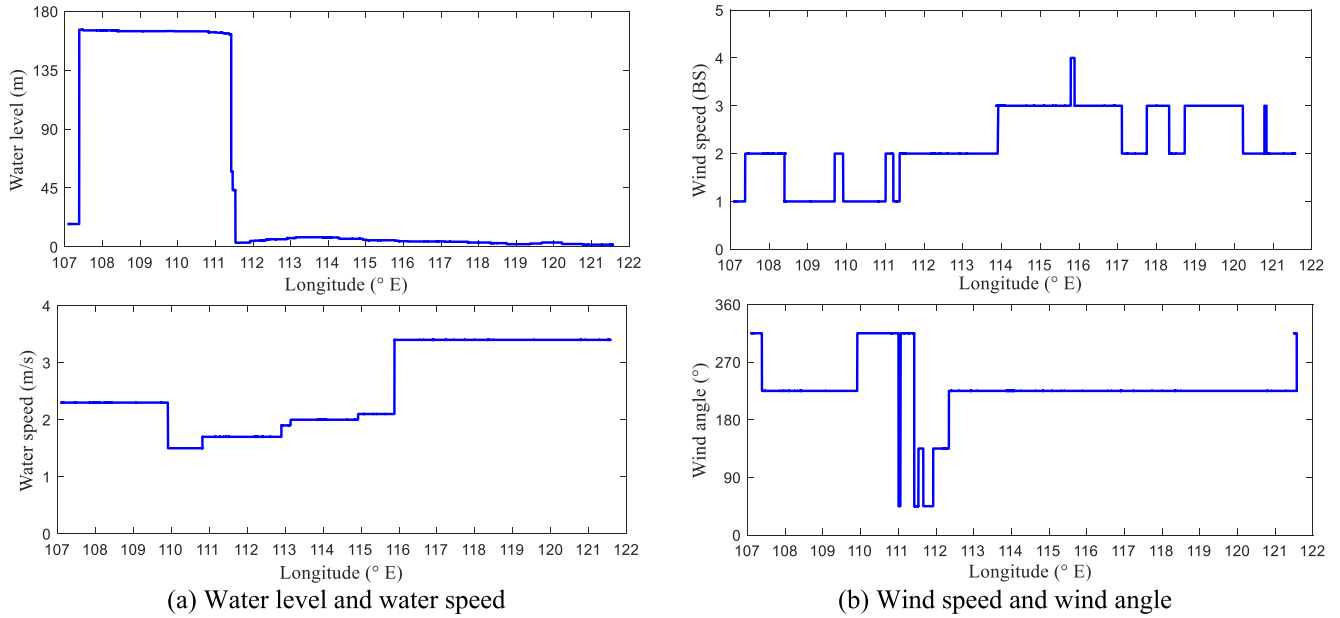 180
135
90
45
0
Water level (m)
107 108 109 110 111 112 113 114 115 116 117 118 119 120 121 122
Longitude (° E)
4
3
2
1
0
Water speed (m/s)
107 108 109 110 111 112 113 114 115 116 117 118 119 120 121 122
Longitude (° E)
(a) Water level and water speed
5
4
3
2
1
0
Wind speed (BS)
107 108 109 110 111 112 113 114 115 116 117 118 119 120 121 122
Longitude (° E)
360
270
180
90
0
Wind angle (°)
107 108 109 110 111 112 113 114 115 116 117 118 119 120 121 122
Longitude (° E)
(b) Wind speed and wind angle